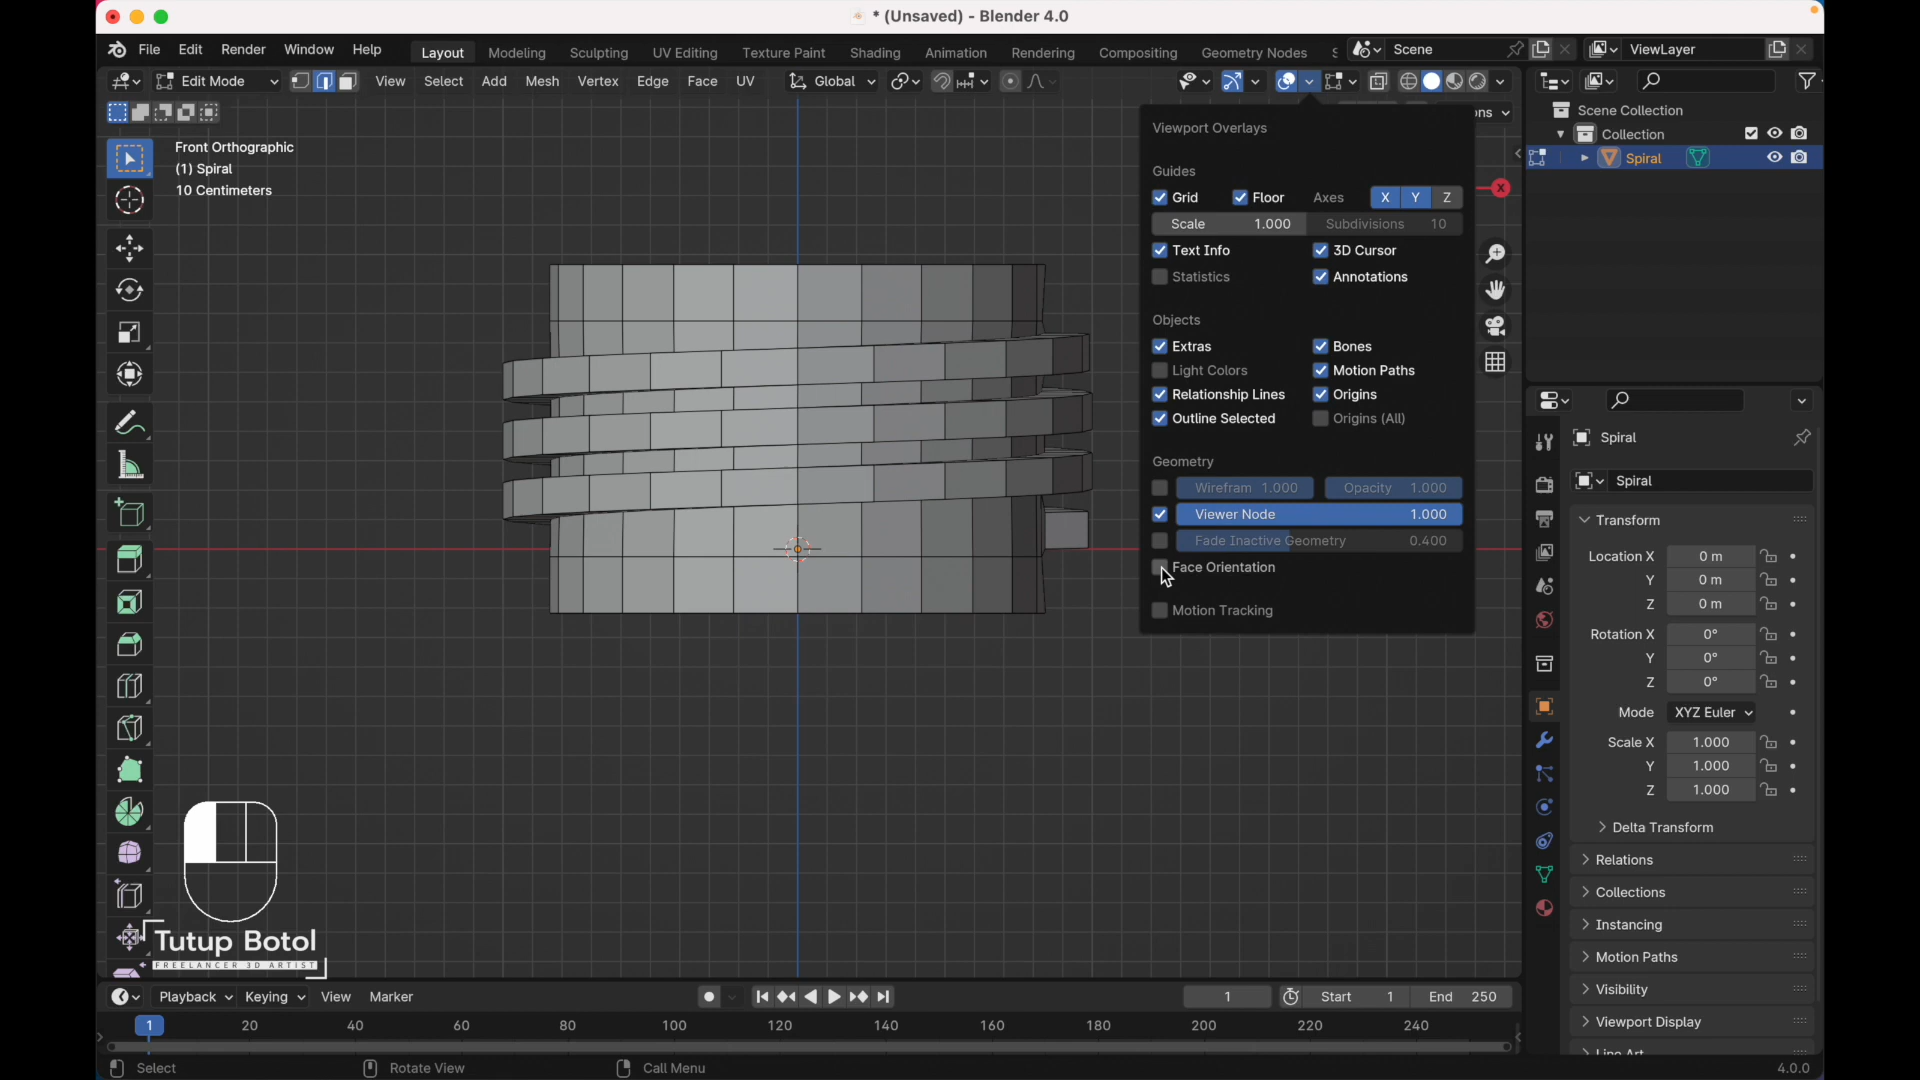 * (Unsaved) - Blender 4.0
File Edit Render Window Help Layout Modeling Sculpting UV Editing Texture Paint Shading Animation Rendering Compositing Geometry Nodes S Scene ViewLayer
Edit Mode View Select Add Mesh Vertex Edge Face UV Global
ons
Front Orthographic
(1) Spiral
10 Centimeters
Viewport Overlays
Guides
Grid Floor Axes X Y Z
Scale 1.000 Subdivisions 10
Text Info 3D Cursor
Statistics Annotations
Objects
Extras Bones
Light Colors Motion Paths
Relationship Lines Origins
Outline Selected Origins (All)
Geometry
Wirefram 1.000 Opacity 1.000
Viewer Node 1.000
Fade Inactive Geometry 0.400
Face Orientation
Motion Tracking
X
Scene Collection
Collection
Spiral
Spiral
Spiral
Transform
Location X 0 m
Y 0 m
Z 0 m
Rotation X 0°
Y 0°
Z 0°
Mode XYZ Euler
Scale X 1.000
Y 1.000
Z 1.000
Delta Transform
Relations
Collections
Instancing
Motion Paths
Visibility
Viewport Display
Line Art
Tutup Botol
FREELANCER 3D ARTIST
Playback Keying View Marker 1 Start 1 End 250
1 20 40 60 80 100 120 140 160 180 200 220 240
Select Rotate View Call Menu 4.0.0